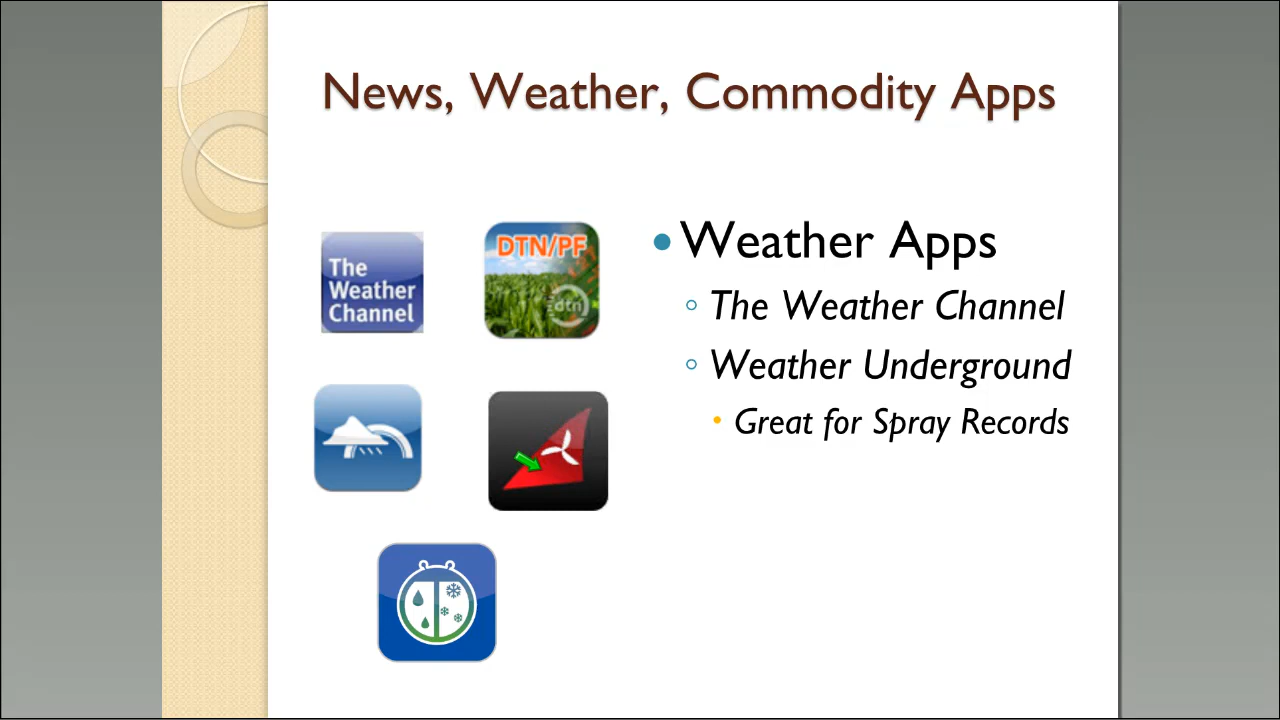 News, Weather, Commodity Apps
The
Weather
Channel
DTN/PF
dtn
Weather Apps
The Weather Channel
Weather Underground
Great for Spray Records